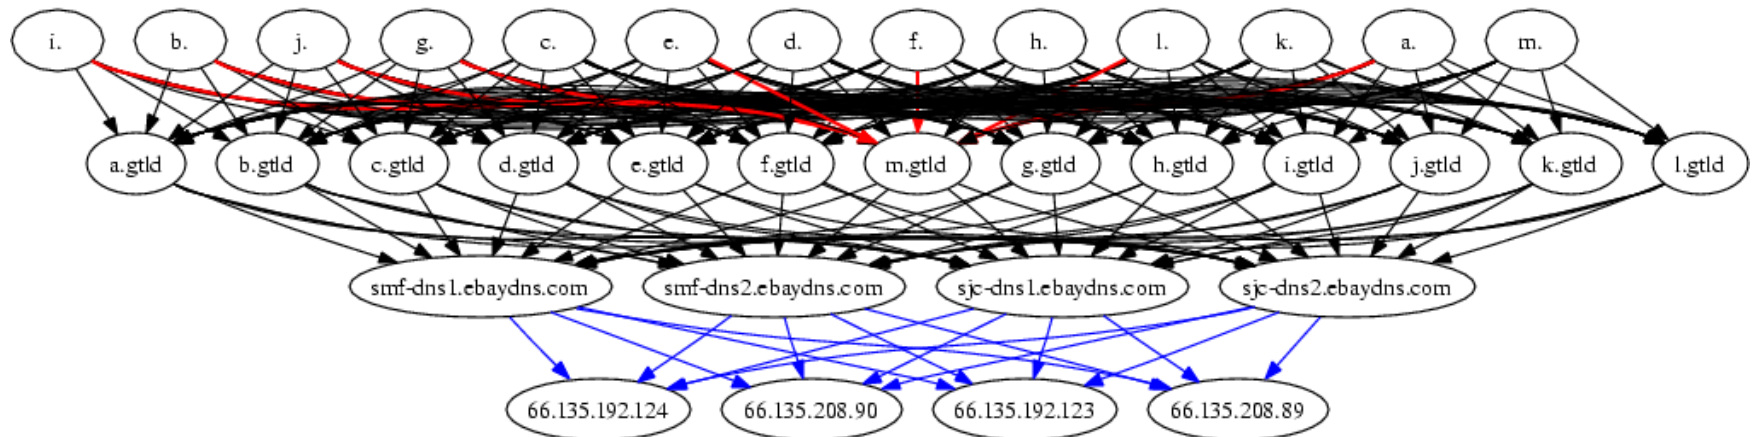 i. b. j. g. c. e. d. f. h. l. k. a. m.
a.gtld b.gtld c.gtld d.gtld e.gtld f.gtld m.gtld g.gtld h.gtld i.gtld j.gtld k.gtld l.gtld
smf-dns1.ebaydns.com smf-dns2.ebaydns.com sjc-dns1.ebaydns.com sjc-dns2.ebaydns.com
66.135.192.124 66.135.208.90 66.135.192.123 66.135.208.89